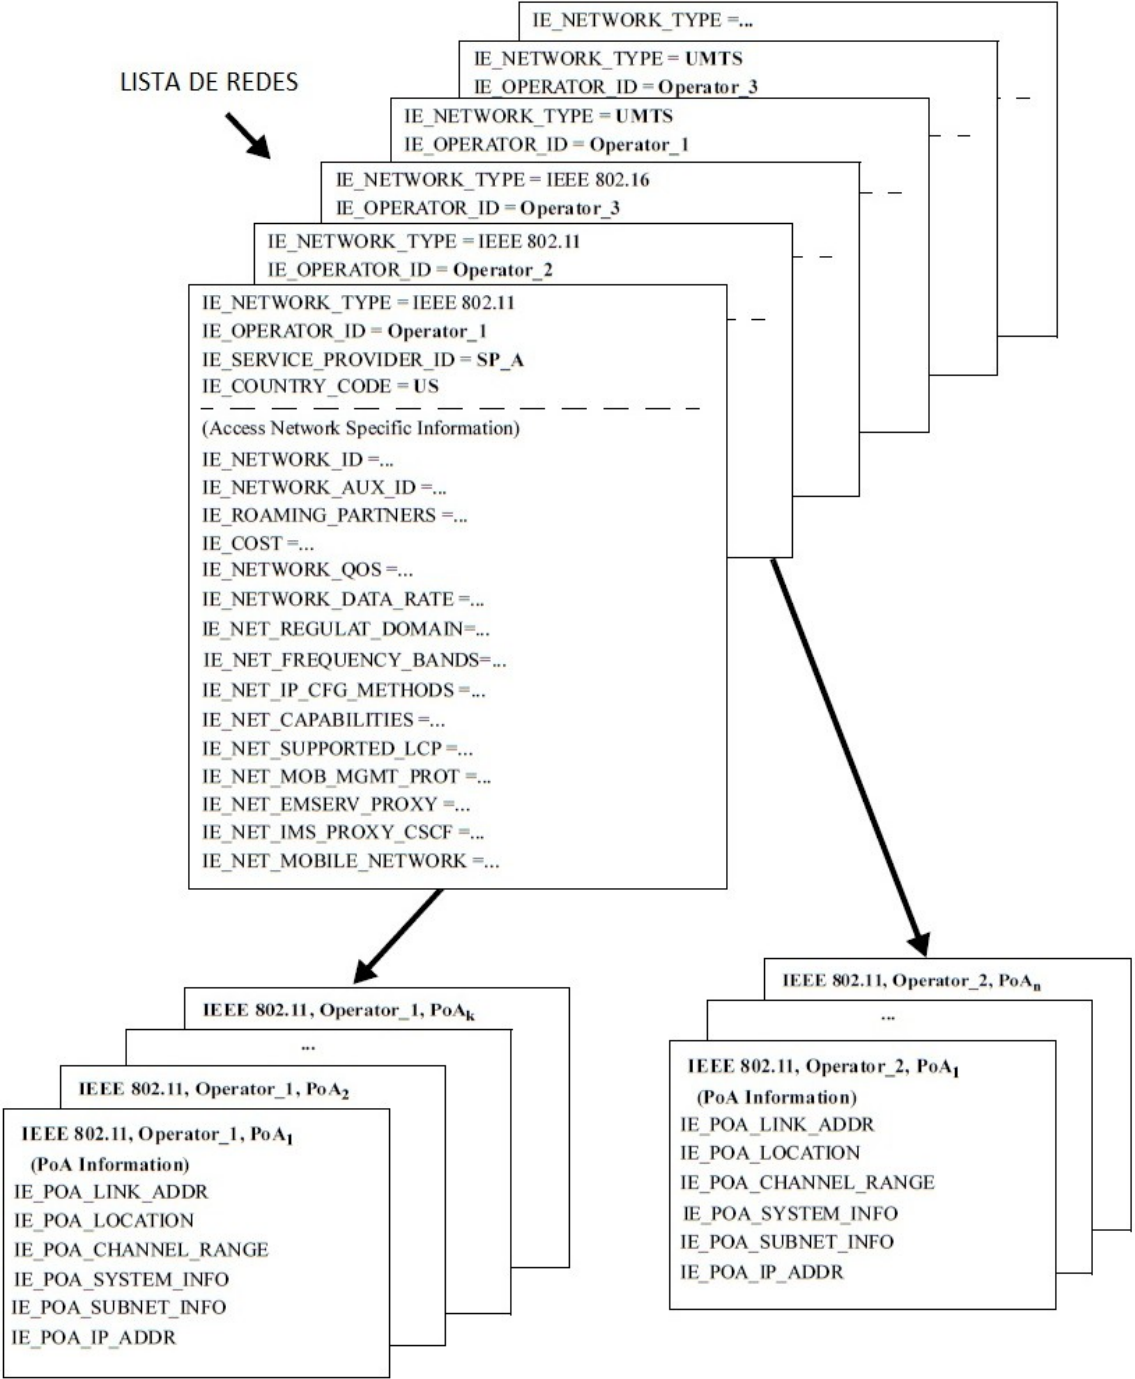 IE_NETWORK_TYPE =...
IE_NETWORK_TYPE = UMTS
IE_OPERATOR_ID = Operator_3
LISTA DE REDES
IE_NETWORK_TYPE = UMTS
IE_OPERATOR_ID = Operator_1
IE_NETWORK_TYPE = IEEE 802.16
IE_OPERATOR_ID = Operator_3
IE_NETWORK_TYPE = IEEE 802.11
IE_OPERATOR_ID = Operator_2
IE_NETWORK_TYPE = IEEE 802.11
IE_OPERATOR_ID = Operator_1
IE_SERVICE_PROVIDER_ID = SP_A
IE_COUNTRY_CODE = US
(Access Network Specific Information)
IE_NETWORK_ID =...
IE_NETWORK_AUX_ID =...
IE_ROAMING_PARTNERS =...
IE_COST =...
IE_NETWORK_QOS =...
IE_NETWORK_DATA_RATE =...
IE_NET_REGULAT_DOMAIN=...
IE_NET_FREQUENCY_BANDS=...
IE_NET_IP_CFG_METHODS =...
IE_NET_CAPABILITIES =...
IE_NET_SUPPORTED_LCP =...
IE_NET_MOB_MGMT_PROT =...
IE_NET_EMSERV_PROXY =...
IE_NET_IMS_PROXY_CSCF =...
IE_NET_MOBILE_NETWORK =...
IEEE 802.11, Operator_1, PoAk
...
IEEE 802.11, Operator_1, PoA2
IEEE 802.11, Operator_1, PoA1
(PoA Information)
IE_POA_LINK_ADDR
IE_POA_LOCATION
IE_POA_CHANNEL_RANGE
IE_POA_SYSTEM_INFO
IE_POA_SUBNET_INFO
IE_POA_IP_ADDR
IEEE 802.11, Operator_2, PoAn
...
IEEE 802.11, Operator_2, PoA1
(PoA Information)
IE_POA_LINK_ADDR
IE_POA_LOCATION
IE_POA_CHANNEL_RANGE
IE_POA_SYSTEM_INFO
IE_POA_SUBNET_INFO
IE_POA_IP_ADDR